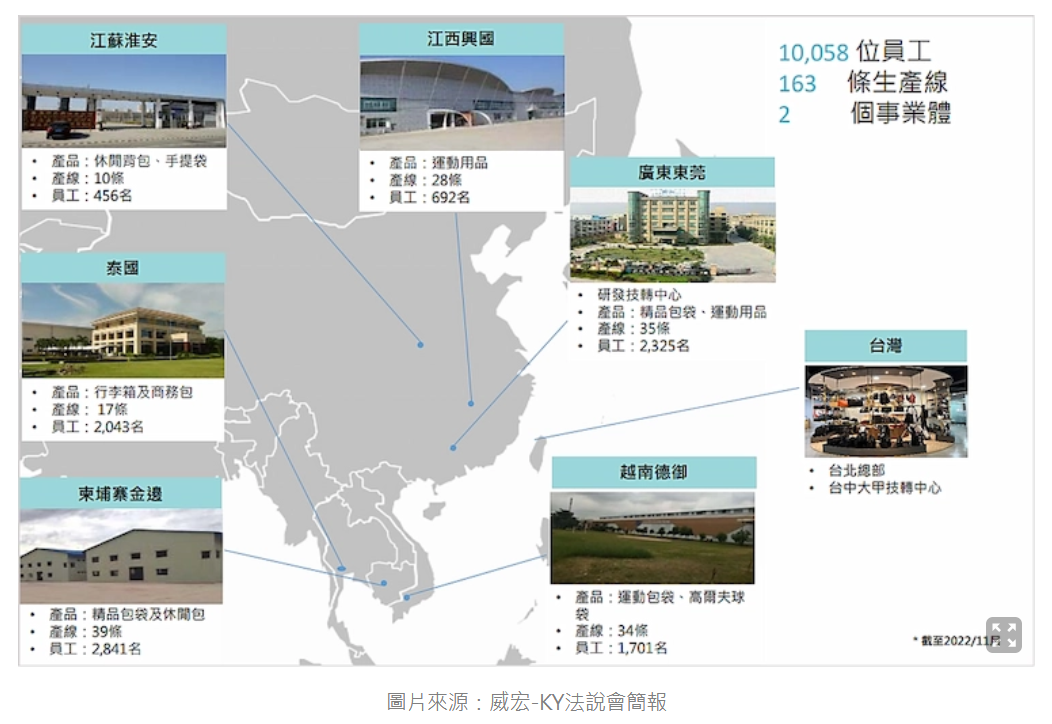 江蘇淮安
• 產品：休閒背包、手提袋
• 產線：10條
• 員工：456名
江西興國
• 產品：運動用品
• 產線：28條
• 員工：692名
10,058 位員工
163 條生產線
2 個事業體
廣東東莞
• 研發技轉中心
• 產品：精品包袋、運動用品
• 產線：35條
• 員工：2,325名
泰國
• 產品：行李箱及商務包
• 產線： 17條
• 員工：2,043名
台灣
• 台北總部
• 台中大甲技轉中心
柬埔寨金邊
• 產品：精品包袋及休閒包
• 產線：39條
• 員工：2,841名
越南德御
• 產品：運動包袋、高爾夫球
袋
• 產線：34條
• 員工：1,701名
* 截至2022/11月
圖片來源：威宏-KY法說會簡報